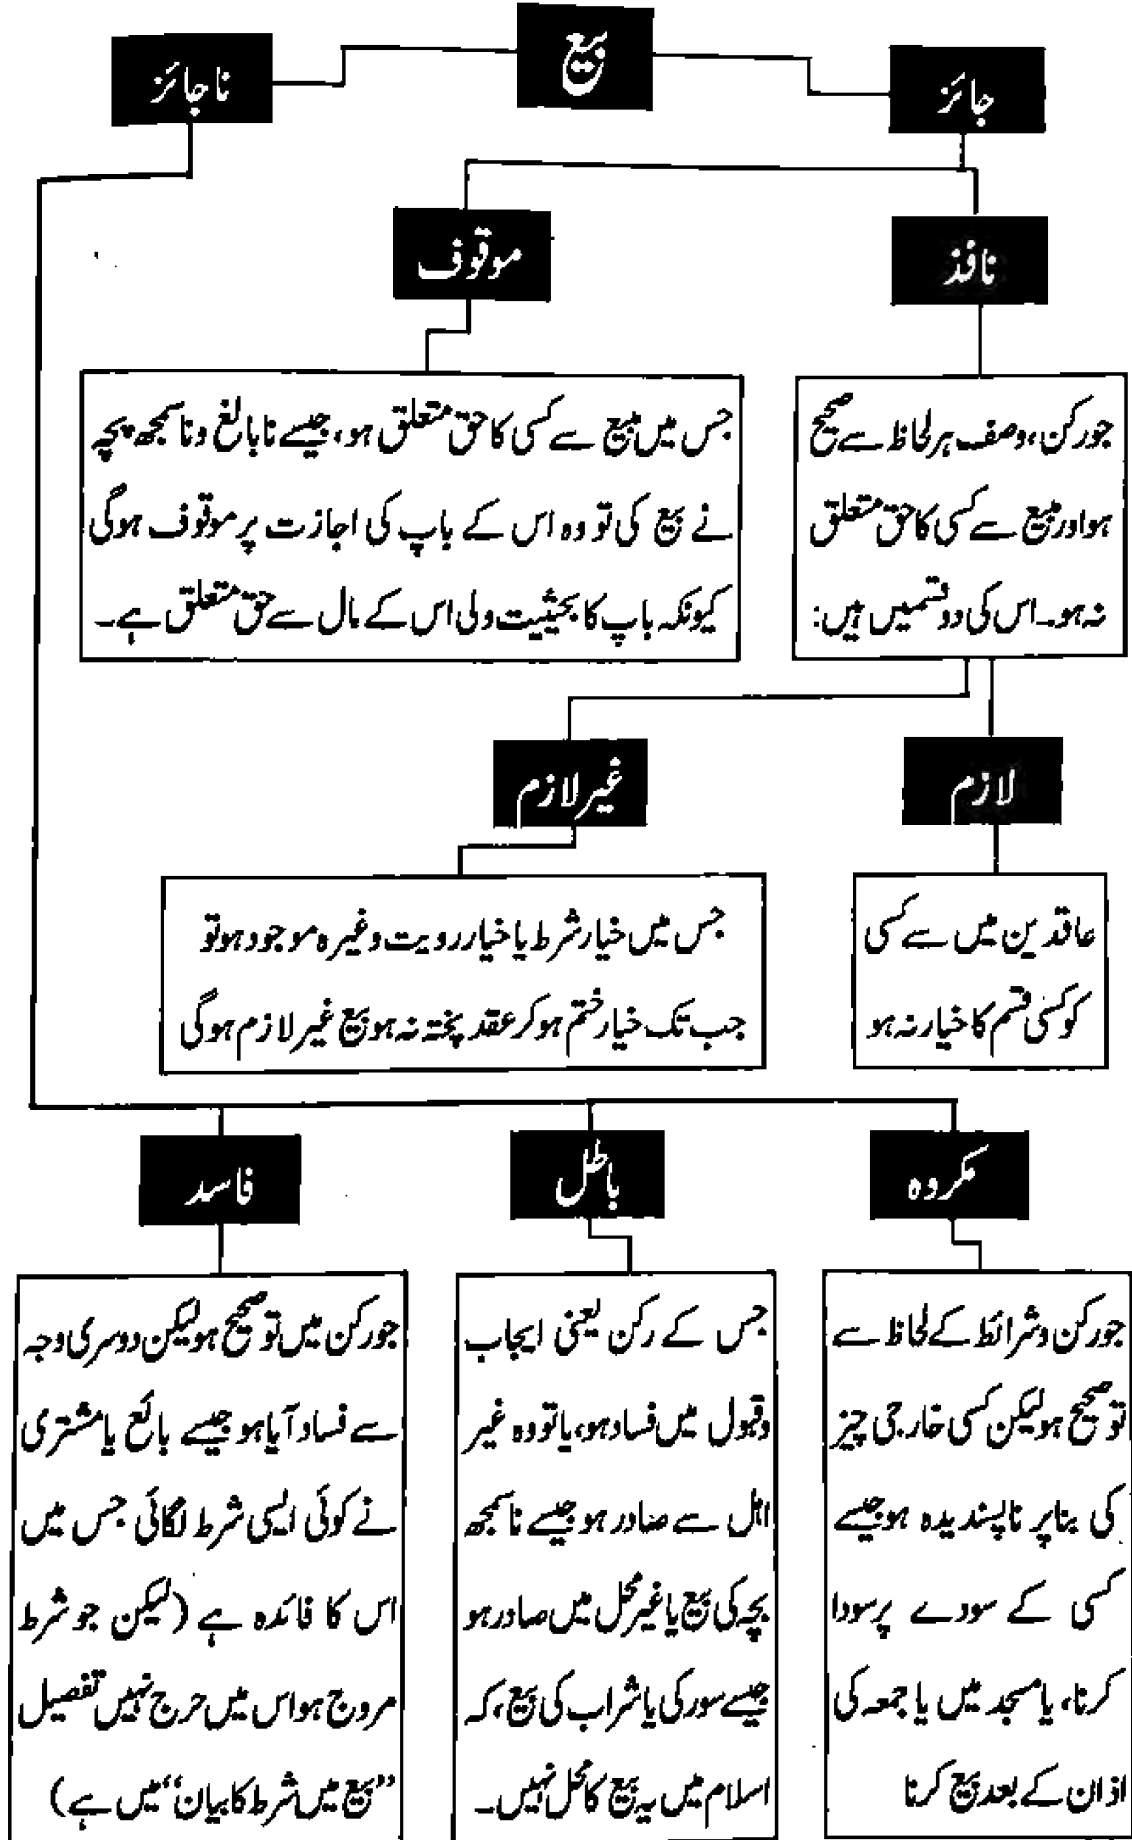 بیع
جائز
ناجائز
نافذ
موقوف
جو رکن، وصف ہر لحاظ سے صحیح
ہو اور مبیع سے کسی کا حق متعلق
نہ ہو۔ اس کی دو قسمیں ہیں:
جس میں مبیع سے کسی کا حق متعلق ہو، جیسے نابالغ و ناسمجھ بچہ
نے بیع کی تو وہ اس کے باپ کی اجازت پر موقوف ہوگی
کیونکہ باپ کا بحیثیت ولی اس کے مال سے حق متعلق ہے۔
لازم
غیر لازم
عاقدین میں سے کسی
کو کسی قسم کا خیار نہ ہو
جس میں خیار شرط یا خیار رویت وغیرہ موجود ہو تو
جب تک خیار ختم ہو کر عقد پختہ نہ ہو بیع غیر لازم ہوگی
مکروہ
باطل
فاسد
جو رکن و شرائط کے لحاظ سے
تو صحیح ہو لیکن کسی خارجی چیز
کی بنا پر ناپسندیدہ ہو جیسے
کسی کے سودے پر سودا
کرنا، یا مسجد میں یا جمعہ کی
اذان کے بعد بیع کرنا
جس کے رکن یعنی ایجاب
وقبول میں فساد ہو، یا تو وہ غیر
اہل سے صادر ہو جیسے ناسمجھ
بچہ کی بیع یا غیر محل میں صادر ہو
جیسے سور کی یا شراب کی بیع، کہ
اسلام میں یہ بیع کا محل نہیں۔
جو رکن میں تو صحیح ہو لیکن دوسری وجہ
سے فساد آیا ہو جیسے بائع یا مشتری
نے کوئی ایسی شرط لگائی جس میں
اس کا فائدہ ہے (لیکن جو شرط
مروج ہو اس میں حرج نہیں تفصیل
”بیع میں شرط کا بیان“ میں ہے)